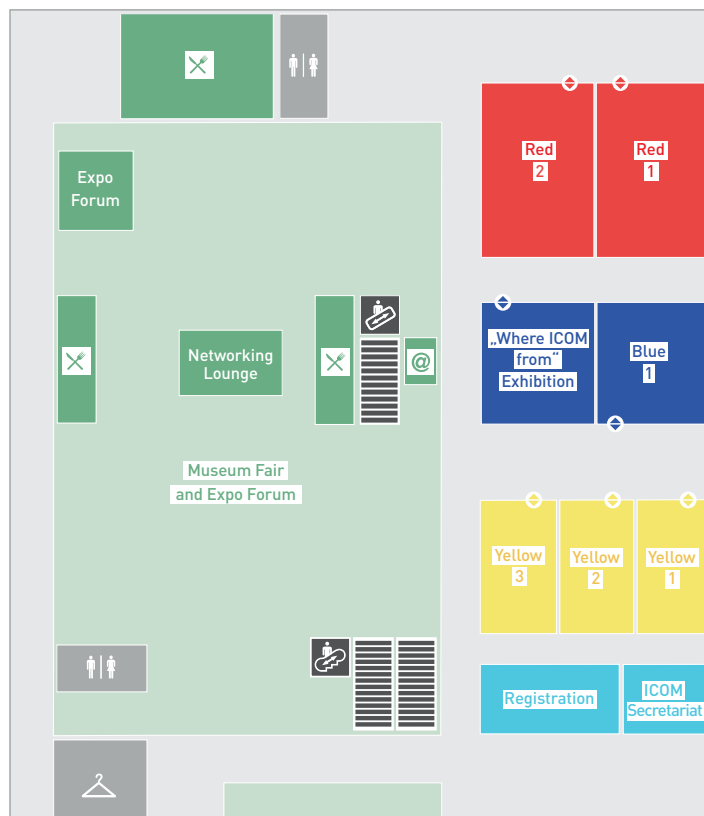 Expo
Forum
Red
2
Red
1
Networking
Lounge
@
„Where ICOM
from“
Exhibition
Blue
1
Museum Fair
and Expo Forum
Yellow
3
Yellow
2
Yellow
1
Registration
ICOM
Secretariat